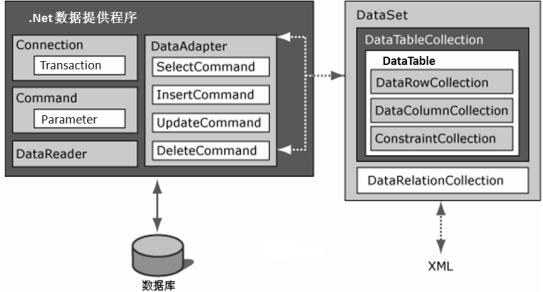 .Net 数据提供程序
Connection
Transaction
Command
Parameter
DataReader
DataAdapter
SelectCommand
InsertCommand
UpdateCommand
DeleteCommand
数据库
DataSet
DataTableCollection
DataTable
DataRowCollection
DataColumnCollection
ConstraintCollection
DataRelationCollection
XML